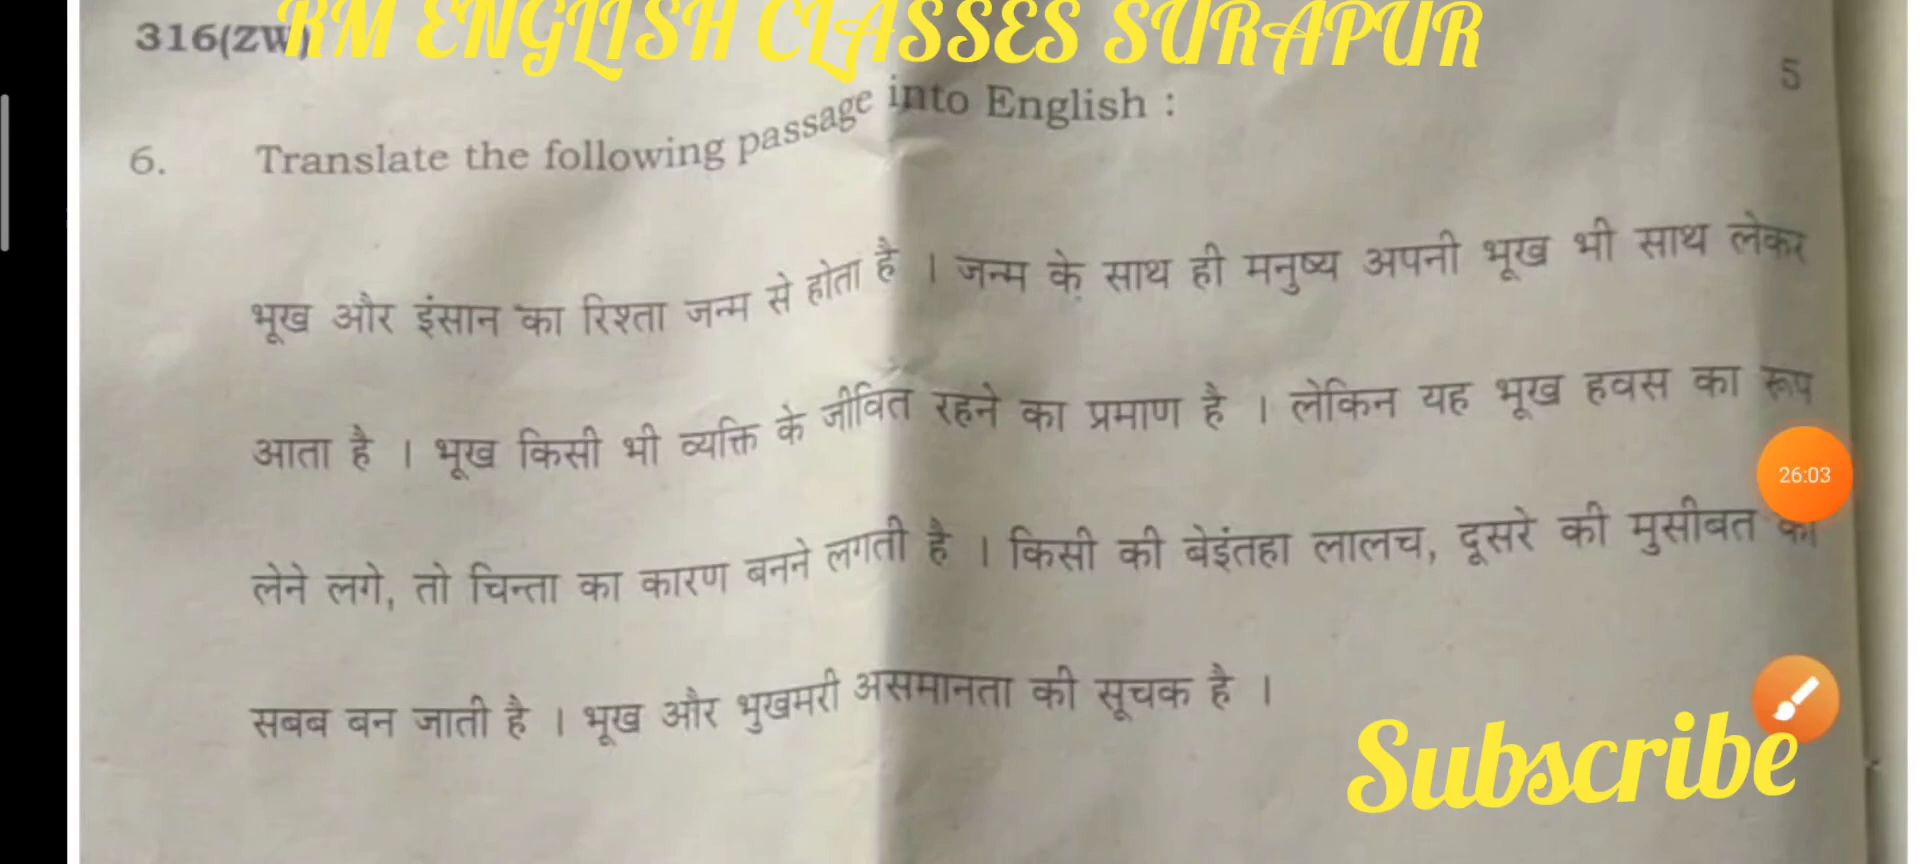 316(ZW)
RM ENGLISH CLASSES SURAPUR
5
6. Translate the following passage into English :
भूख और इंसान का रिश्ता जन्म से होता है । जन्म के साथ ही मनुष्य अपनी भूख भी साथ लेकर
आता है । भूख किसी भी व्यक्ति के जीवित रहने का प्रमाण है । लेकिन यह भूख हवस का रूप
26:03
लेने लगे, तो चिन्ता का कारण बनने लगती है । किसी की बेइंतहा लालच, दूसरे की मुसीबत का
सबब बन जाती है । भूख और भुखमरी असमानता की सूचक है ।
Subscribe